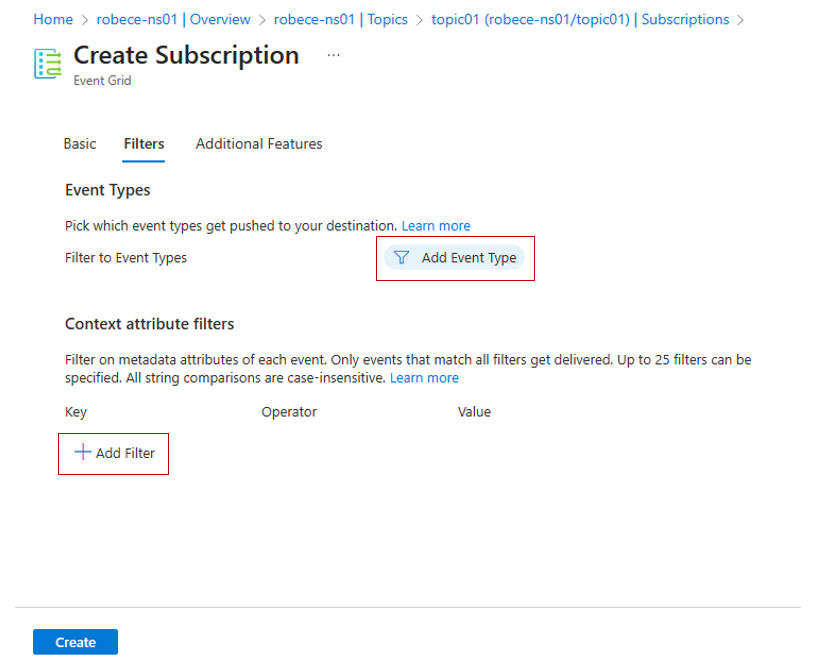 Home > robece-ns01 | Overview > robece-ns01 | Topics > topic01 (robece-ns01/topic01) | Subscriptions >
Create Subscription ...
Event Grid
Basic Filters Additional Features
Event Types
Pick which event types get pushed to your destination. Learn more
Filter to Event Types Add Event Type
Context attribute filters
Filter on metadata attributes of each event. Only events that match all filters get delivered. Up to 25 filters can be
specified. All string comparisons are case-insensitive. Learn more
Key Operator Value
+ Add Filter
Create